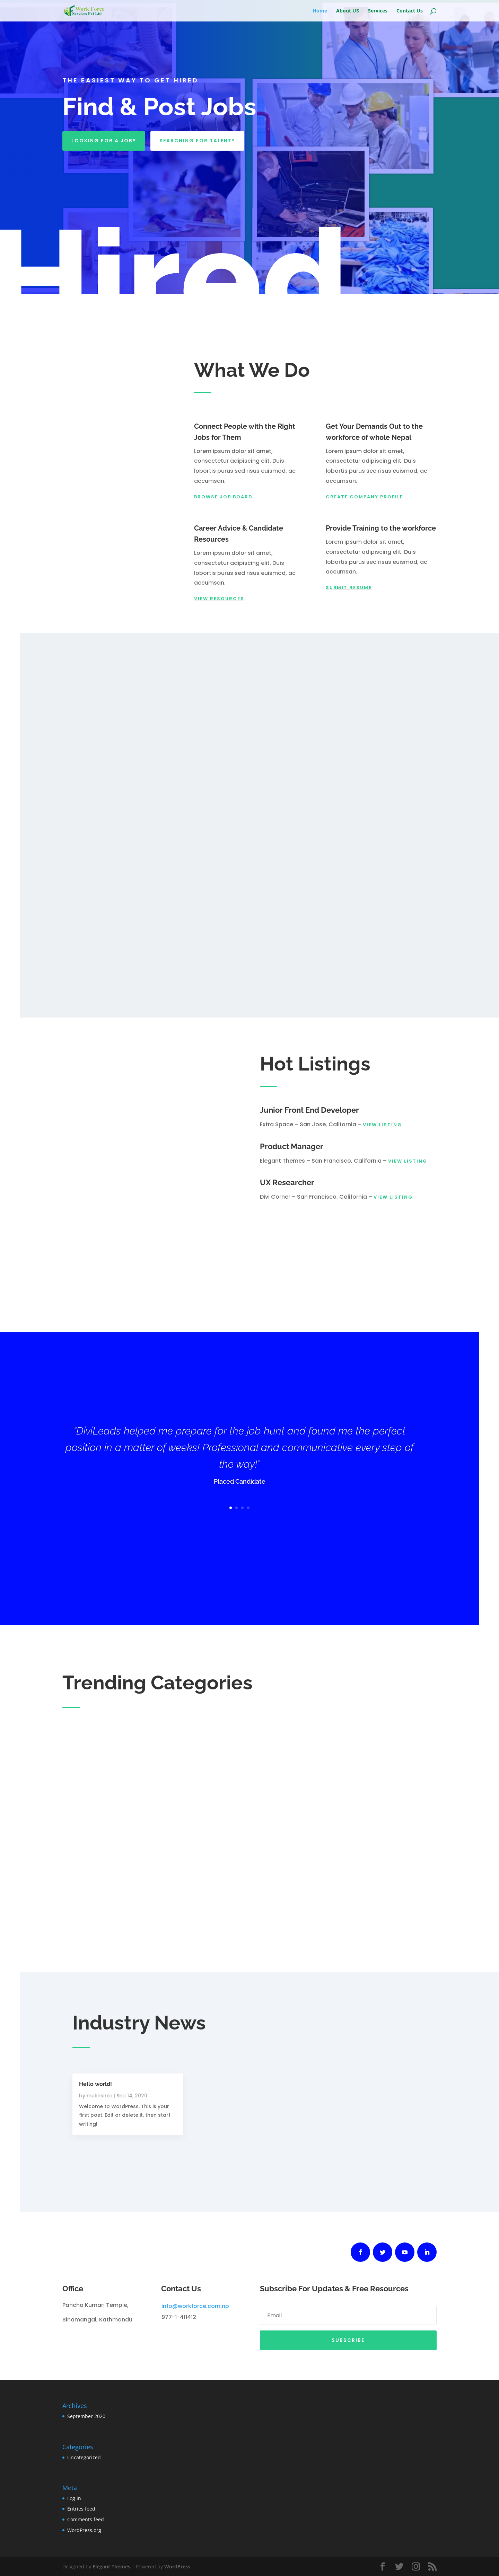 Work Force
Services Pvt Ltd
Home
About US
Services
Contact Us
THE EASIEST WAY TO GET HIRED
Find & Post Jobs
LOOKING FOR A JOB?
SEARCHING FOR TALENT?
Hired
What We Do
Connect People with the Right
Jobs for Them
Lorem ipsum dolor sit amet,
consectetur adipiscing elit. Duis
lobortis purus sed risus euismod, ac
accumsan.
BROWSE JOB BOARD
Get Your Demands Out to the
workforce of whole Nepal
Lorem ipsum dolor sit amet,
consectetur adipiscing elit. Duis
lobortis purus sed risus euismod, ac
accumsan.
CREATE COMPANY PROFILE
Career Advice & Candidate
Resources
Lorem ipsum dolor sit amet,
consectetur adipiscing elit. Duis
lobortis purus sed risus euismod, ac
accumsan.
VIEW RESOURCES
Provide Training to the workforce
Lorem ipsum dolor sit amet,
consectetur adipiscing elit. Duis
lobortis purus sed risus euismod, ac
accumsan.
SUBMIT RESUME
Hot Listings
Junior Front End Developer
Extra Space – San Jose, California – VIEW LISTING
Product Manager
Elegant Themes – San Francisco, California – VIEW LISTING
UX Researcher
Divi Corner – San Francisco, California – VIEW LISTING
"DiviLeads helped me prepare for the job hunt and found me the perfect
position in a matter of weeks! Professional and communicative every step of
the way!"
Placed Candidate
Trending Categories
Industry News
Hello world!
by mukeshkc | Sep 14, 2020
Welcome to WordPress. This is your
first post. Edit or delete it, then start
writing!
Office
Pancha Kumari Temple,
Sinamangal, Kathmandu
Contact Us
info@workforce.com.np
977-1-411412
Subscribe For Updates & Free Resources
Email
SUBSCRIBE
Archives
September 2020
Categories
Uncategorized
Meta
Log in
Entries feed
Comments feed
WordPress.org
Designed by Elegant Themes | Powered by WordPress